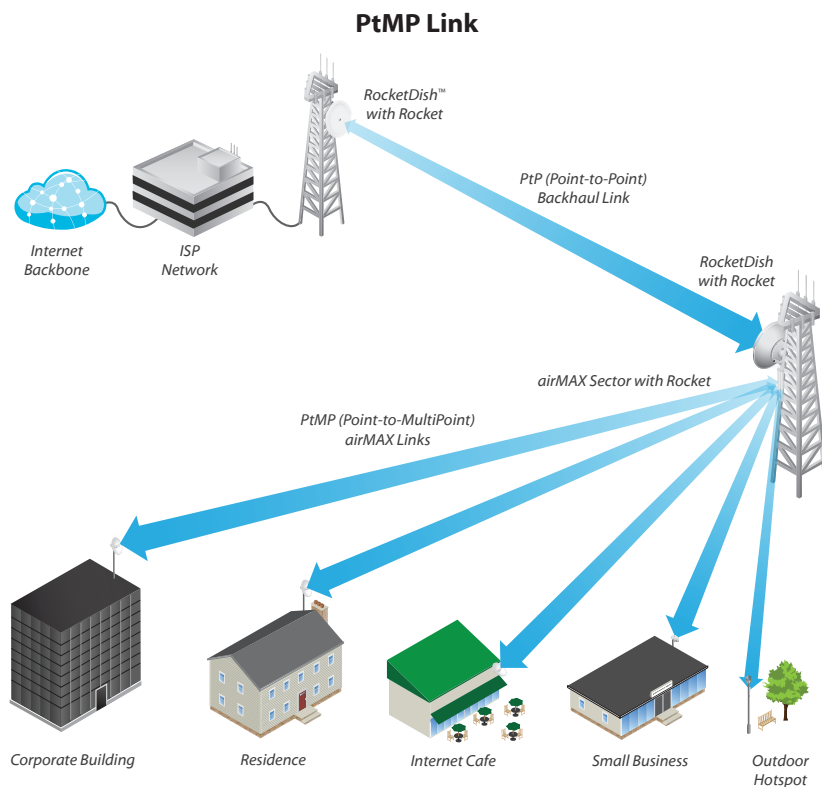 PtMP Link
RocketDish™
with Rocket
PtP (Point-to-Point)
Backhaul Link
Internet
Backbone
ISP
Network
RocketDish
with Rocket
airMAX Sector with Rocket
PtMP (Point-to-MultiPoint)
airMAX Links
Corporate Building
Residence
Internet Cafe
Small Business
Outdoor
Hotspot